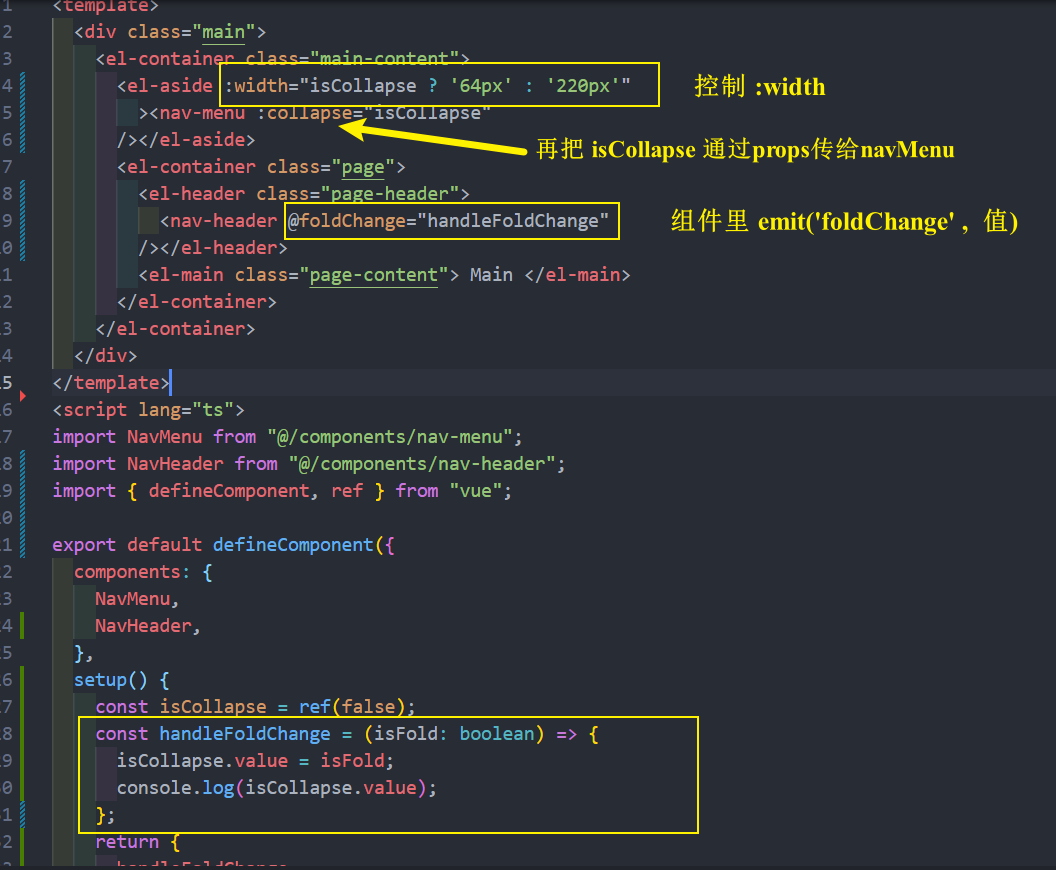 1 <template>
2 <div class="main">
3 <el-container class="main-content">
4 <el-aside :width="isCollapse ? '64px' : '220px'" 控制 :width
5 ><nav-menu :collapse="isCollapse"
6 /></el-aside> 再把 isCollapse 通过props传给navMenu
7 <el-container class="page">
8 <el-header class="page-header">
9 <nav-header @foldChange="handleFoldChange" 组件里 emit('foldChange' , 值)
0 /></el-header>
1 <el-main class="page-content"> Main </el-main>
2 </el-container>
3 </el-container>
4 </div>
5 </template>
6 <script lang="ts">
7 import NavMenu from "@/components/nav-menu";
8 import NavHeader from "@/components/nav-header";
9 import { defineComponent, ref } from "vue";
0
1 export default defineComponent({
2 components: {
3 NavMenu,
4 NavHeader,
5 },
6 setup() {
7 const isCollapse = ref(false);
8 const handleFoldChange = (isFold: boolean) => {
9 isCollapse.value = isFold;
0 console.log(isCollapse.value);
1 };
2 return {
handleFoldChange